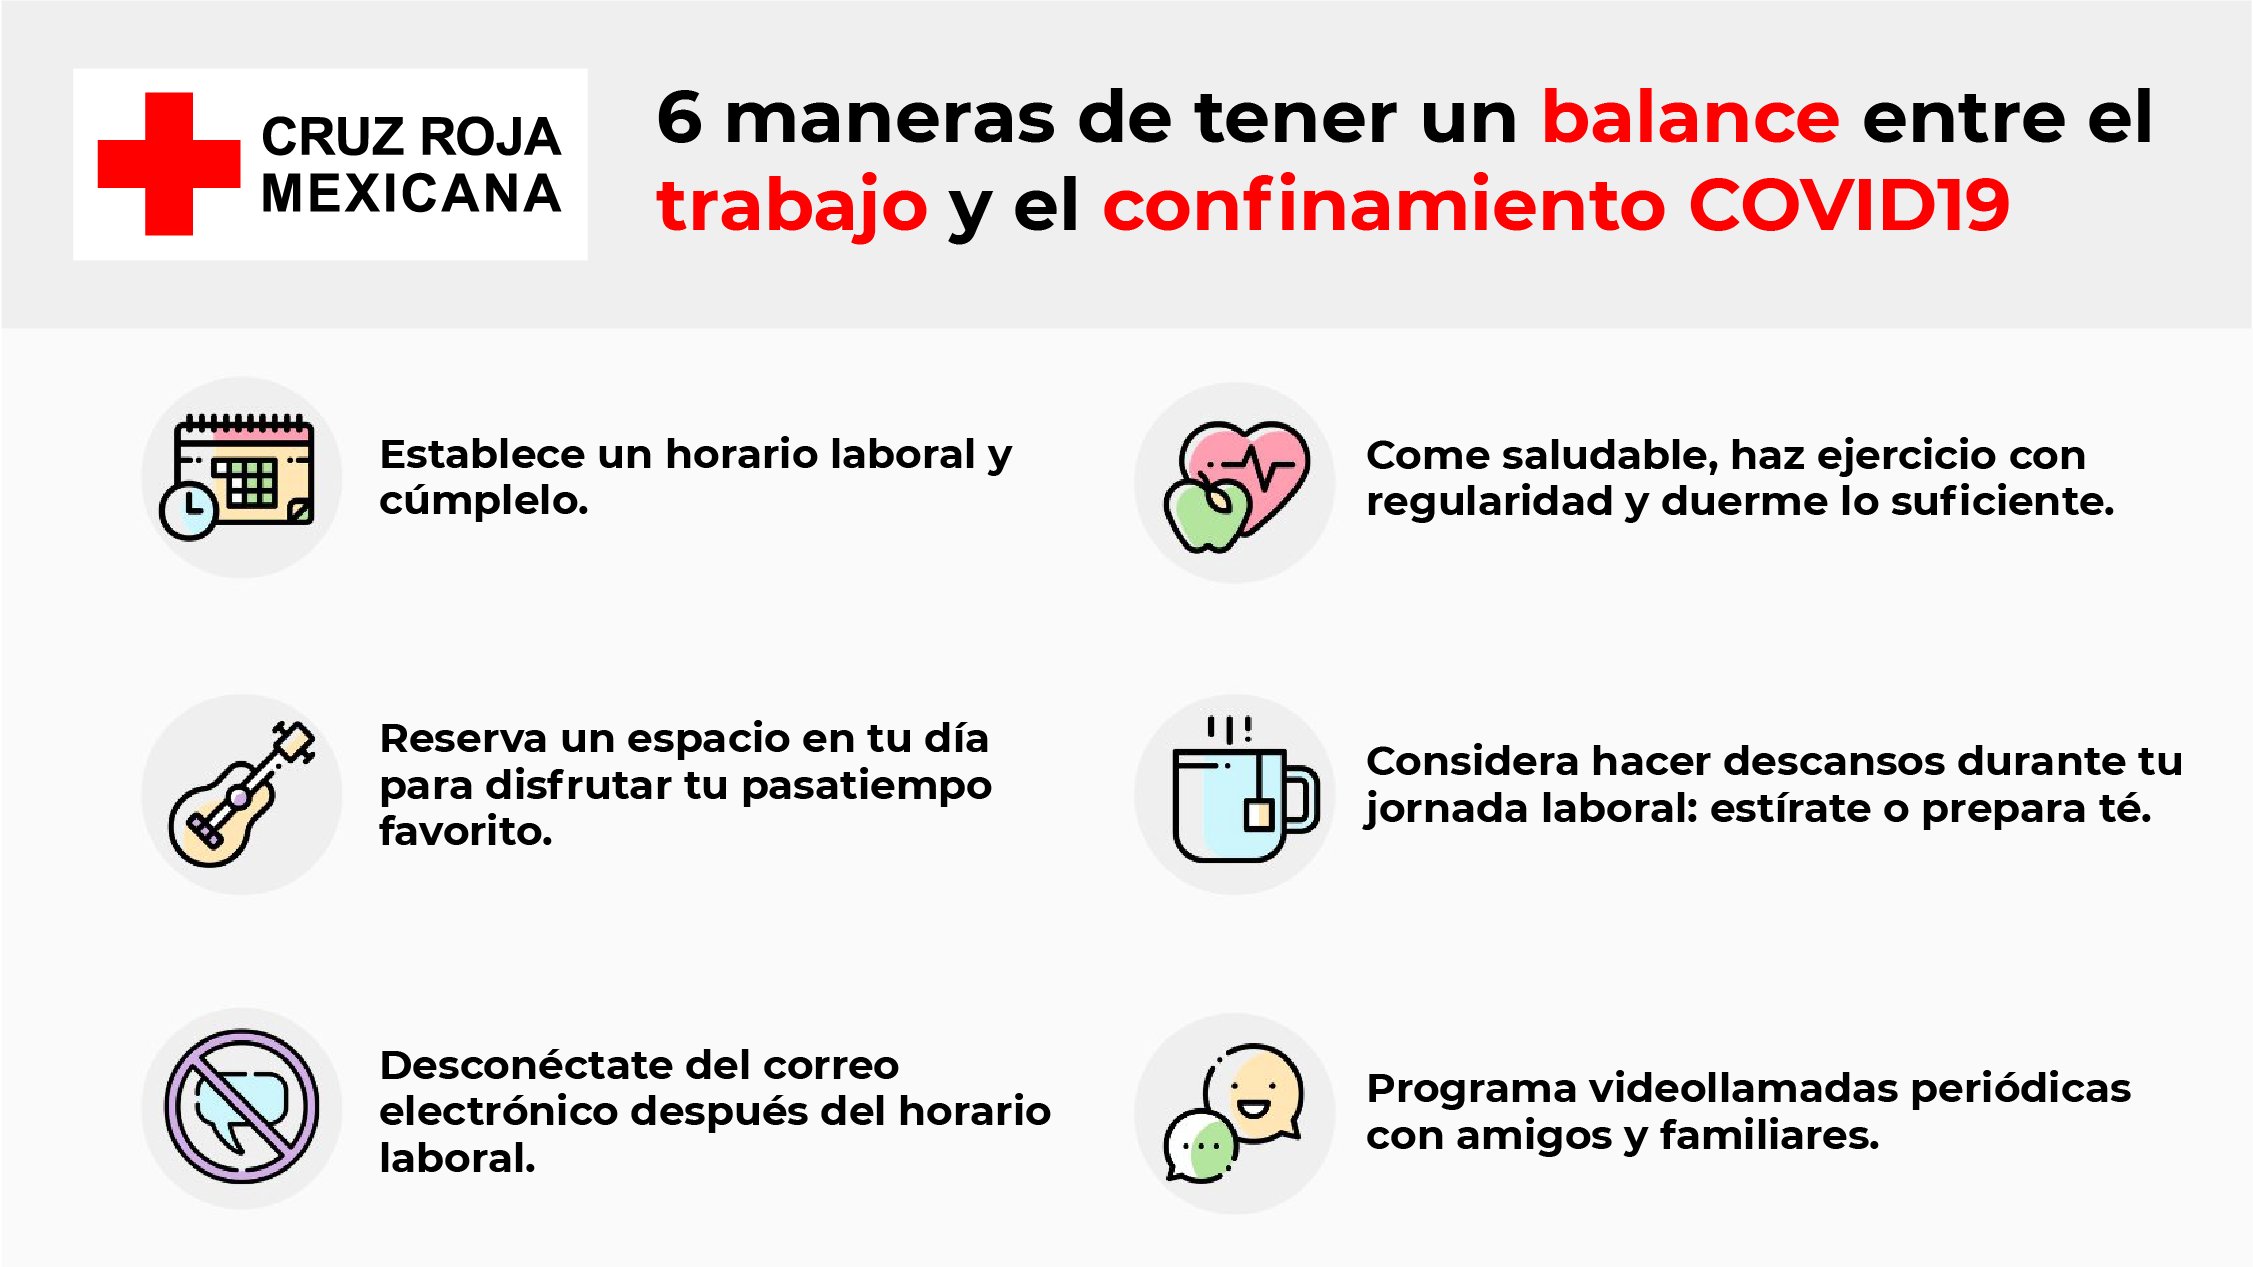 CRUZ ROJA
MEXICANA
6 maneras de tener un balance entre el
trabajo y el confinamiento COVID19
Establece un horario laboral y
cúmplelo.
Come saludable, haz ejercicio con
regularidad y duerme lo suficiente.
Reserva un espacio en tu día
para disfrutar tu pasatiempo
favorito.
Considera hacer descansos durante tu
jornada laboral: estírate o prepara té.
Desconéctate del correo
electrónico después del horario
laboral.
Programa videollamadas periódicas
con amigos y familiares.